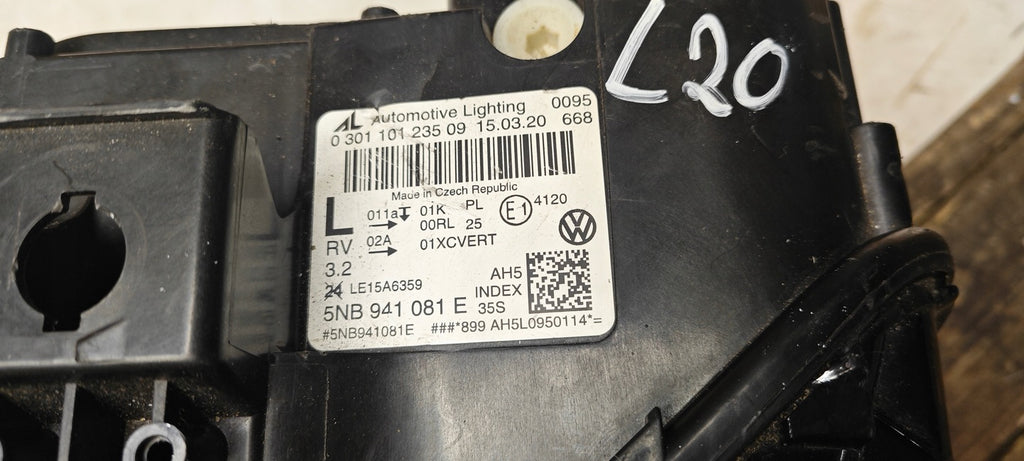 L20
AL Automotive Lighting 0095
0 301 101 235 09 15.03.20 668
Made in Czech Republic
L 011a 01K PL E1 4120
00RL 25
RV 02A 01XCVERT
3.2
24 LE15A6359 AH5
INDEX
5NB 941 081 E 35S
#5NB941081E ###*899 AH5L0950114*=